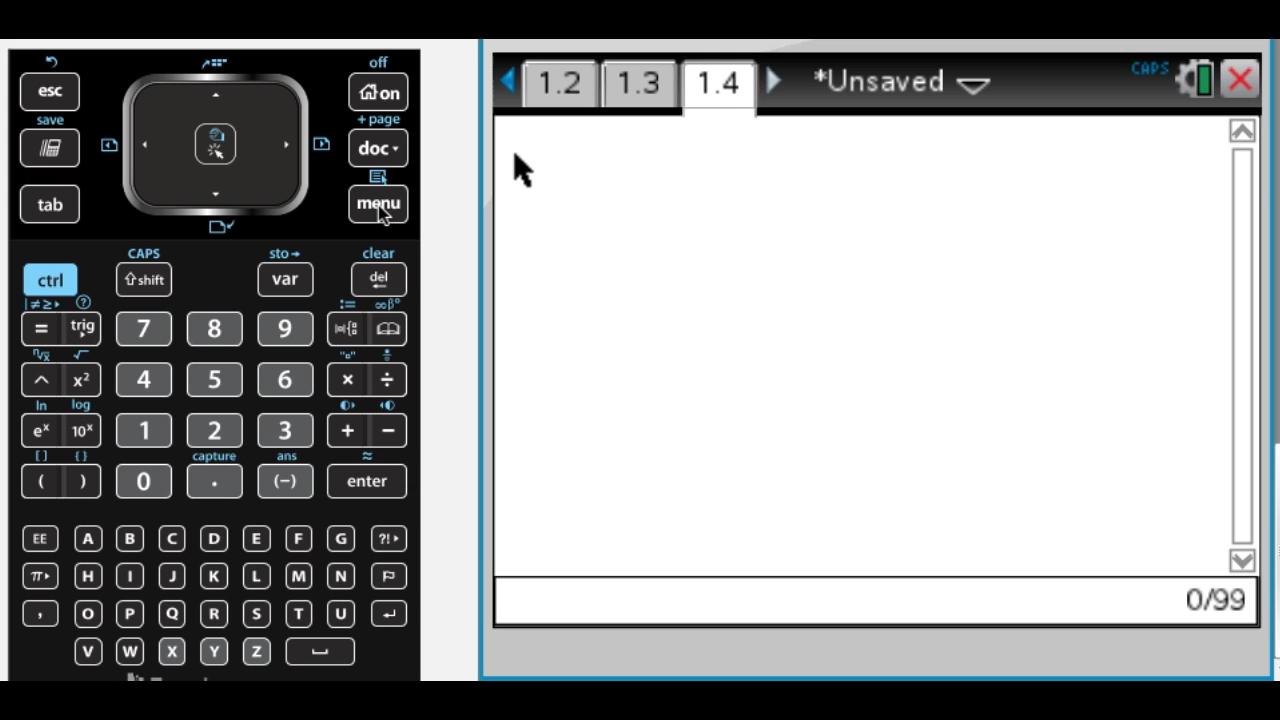 off
esc
on
save
+ page
doc
tab
menu
CAPS
sto→
clear
ctrl
⇧shift
var
del
|≠≥▸
?
:=
∞β°
=
trig
7
8
9
ⁿ√x
√
"▫"
^
x²
4
5
6
×
÷
ln
log
eˣ
10ˣ
1
2
3
+
−
[ ]
{ }
capture
ans
≈
(
)
0
.
(−)
enter
EE
A
B
C
D
E
F
G
?!▸
π▸
H
I
J
K
L
M
N
,
O
P
Q
R
S
T
U
V
W
X
Y
Z
1.2
1.3
1.4
*Unsaved
CAPS
0/99